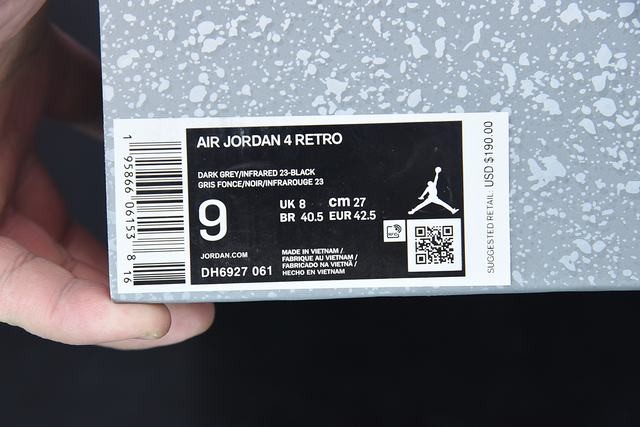 1 95866 06153 8 16
AIR JORDAN 4 RETRO
DARK GREY/INFRARED 23-BLACK
GRIS FONCE/NOIR/INFRAROUGE 23
9
UK 8 cm 27
BR 40.5 EUR 42.5
JORDAN.COM
DH6927 061
MADE IN VIETNAM /
FABRIQUE AU VIETNAM /
FABRICADO NA VIETNÃ /
HECHO EN VIETNAM
SUGGESTED RETAIL: USD $190.00